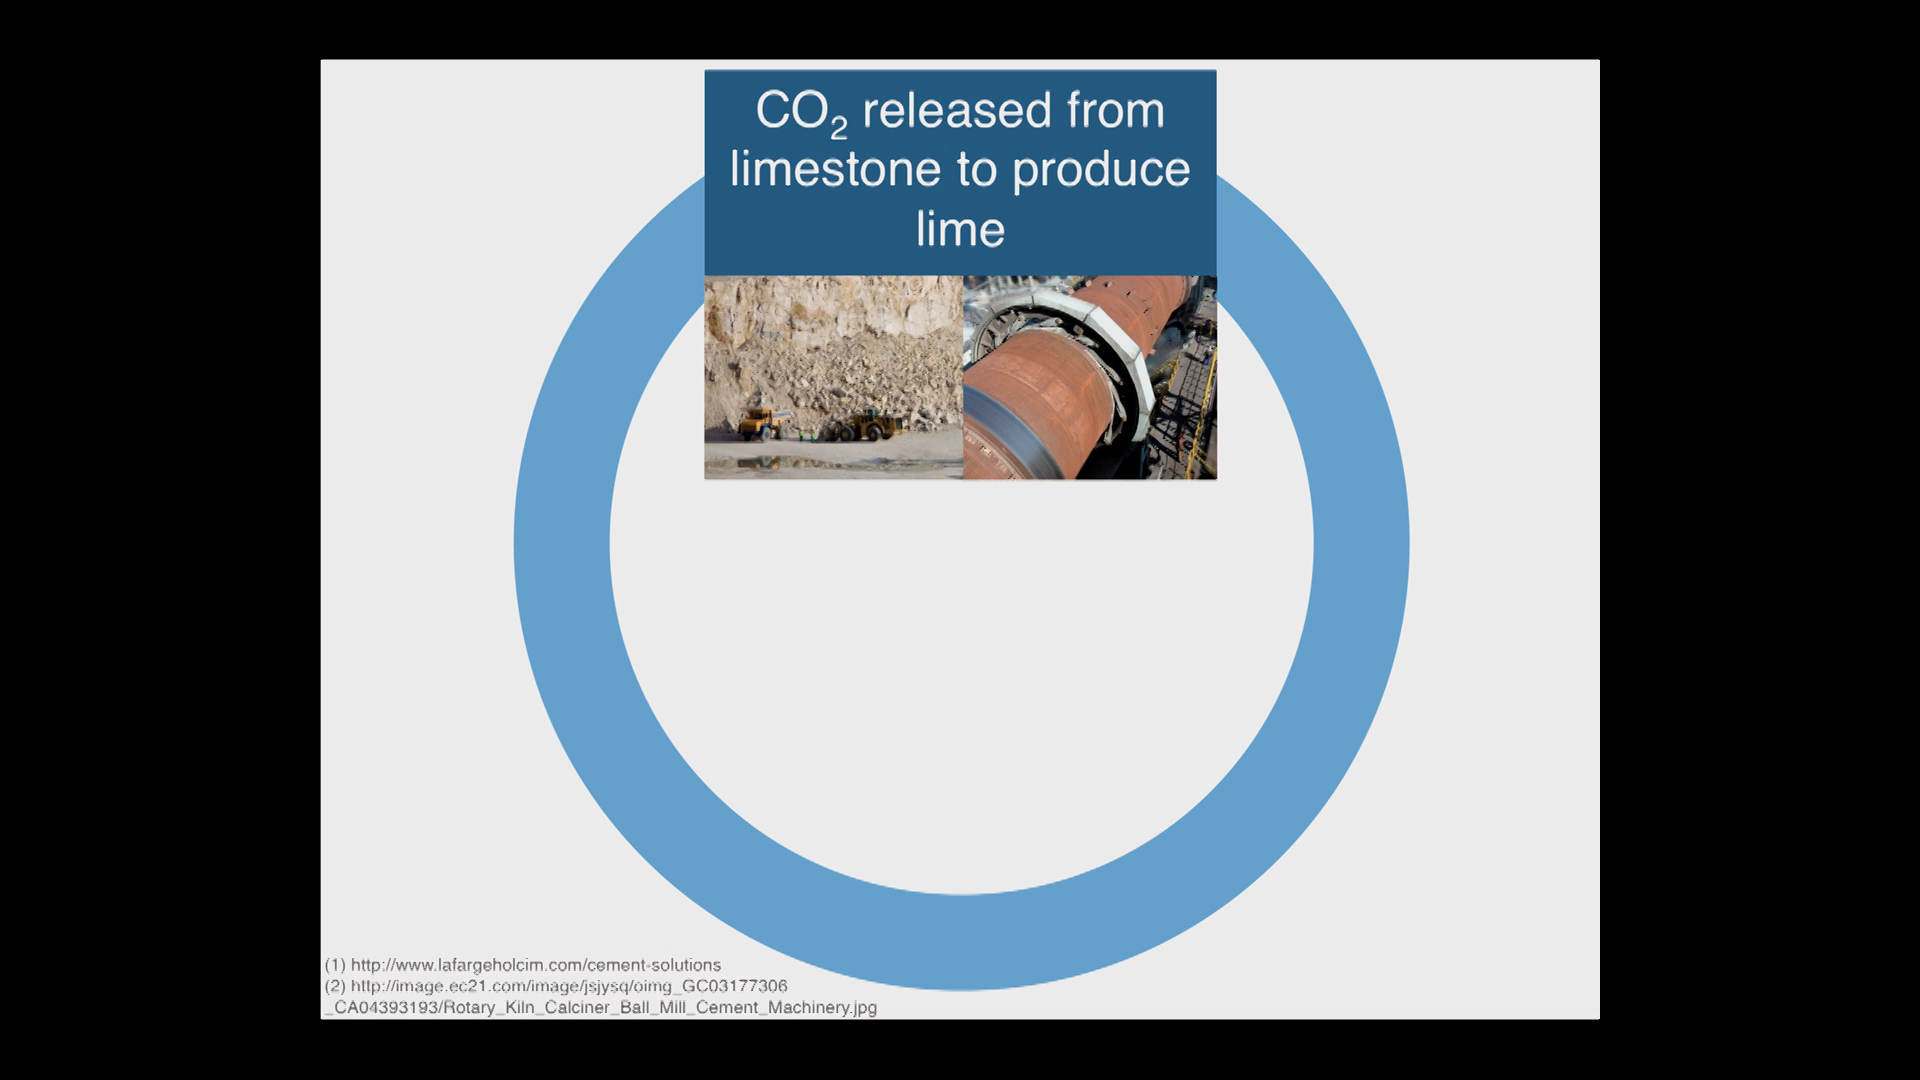 CO₂ released from
limestone to produce
lime
(1) http://www.lafargeholcim.com/cement-solutions
(2) http://image.ec21.com/image/jsjysq/oimg_GC03177306
_CA04393193/Rotary_Kiln_Calciner_Ball_Mill_Cement_Machinery.jpg